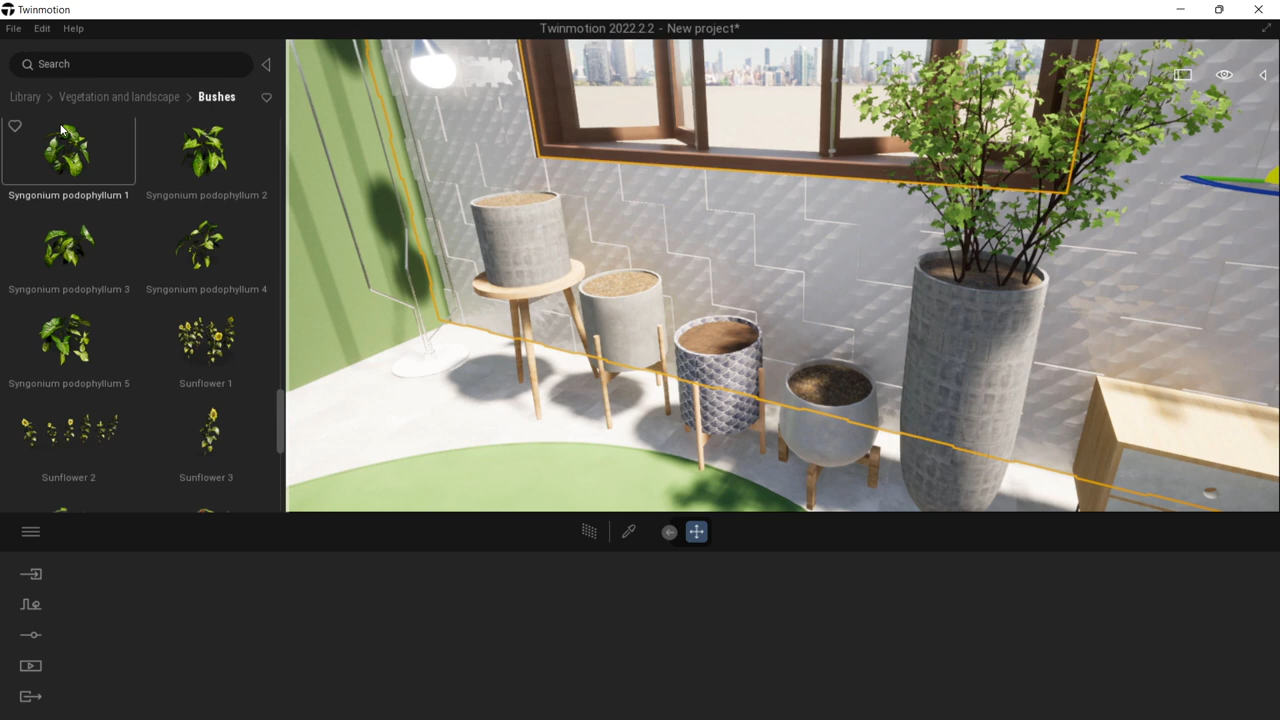 Twinmotion
File Edit Help
Twinmotion 2022.2.2 - New project*
Search
Library > Vegetation and landscape > Bushes
Syngonium podophyllum 1
Syngonium podophyllum 2
Syngonium podophyllum 3
Syngonium podophyllum 4
Syngonium podophyllum 5
Sunflower 1
Sunflower 2
Sunflower 3